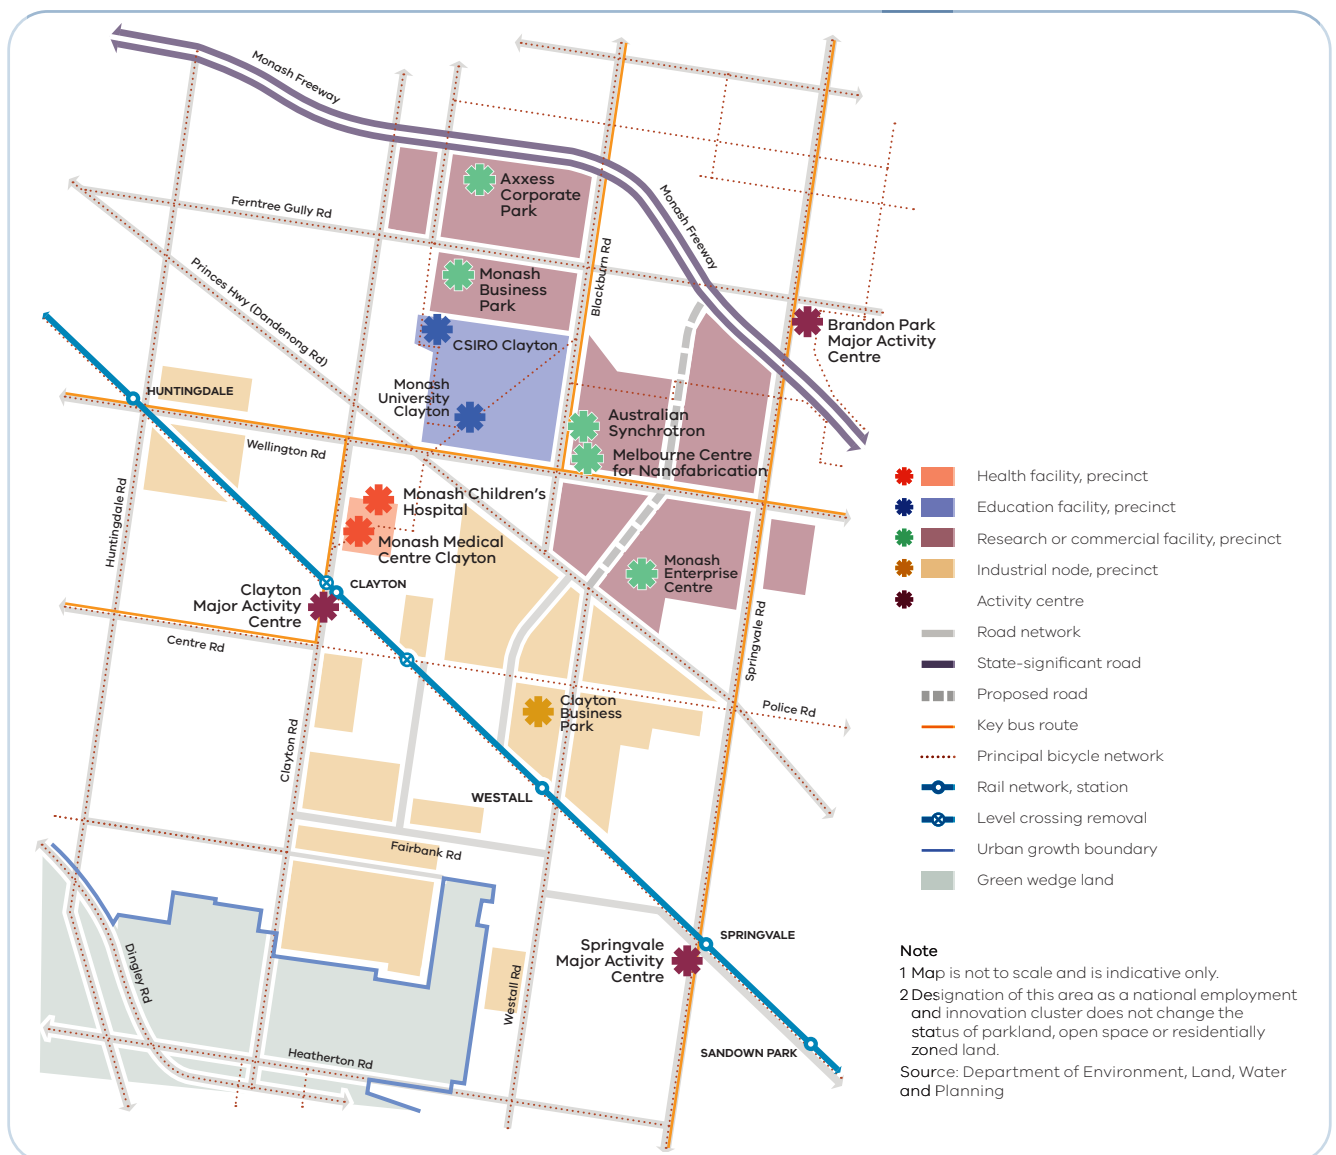 Monash Freeway
Monash Freeway
Axxess
Corporate
Park
Ferntree Gully Rd
Blackburn Rd
Princes Hwy (Dandenong Rd)
Monash
Business
Park
Brandon Park
Major Activity
Centre
CSIRO Clayton
HUNTINGDALE
Monash
University
Clayton
Australian
Synchrotron
Melbourne Centre
for Nanofabrication
Wellington Rd
Huntingdale Rd
Monash Children's
Hospital
Monash Medical
Centre Clayton
Monash
Enterprise
Centre
CLAYTON
Clayton
Major Activity
Centre
Centre Rd
Springvale Rd
Police Rd
Clayton
Business
Park
Clayton Rd
WESTALL
Fairbank Rd
Dingley Rd
Westall Rd
SPRINGVALE
Springvale
Major Activity
Centre
SANDOWN PARK
Heatherton Rd
Health facility, precinct
Education facility, precinct
Research or commercial facility, precinct
Industrial node, precinct
Activity centre
Road network
State-significant road
Proposed road
Key bus route
Principal bicycle network
Rail network, station
Level crossing removal
Urban growth boundary
Green wedge land
Note
1 Map is not to scale and is indicative only.
2 Designation of this area as a national employment
and innovation cluster does not change the
status of parkland, open space or residentially
zoned land.
Source: Department of Environment, Land, Water
and Planning